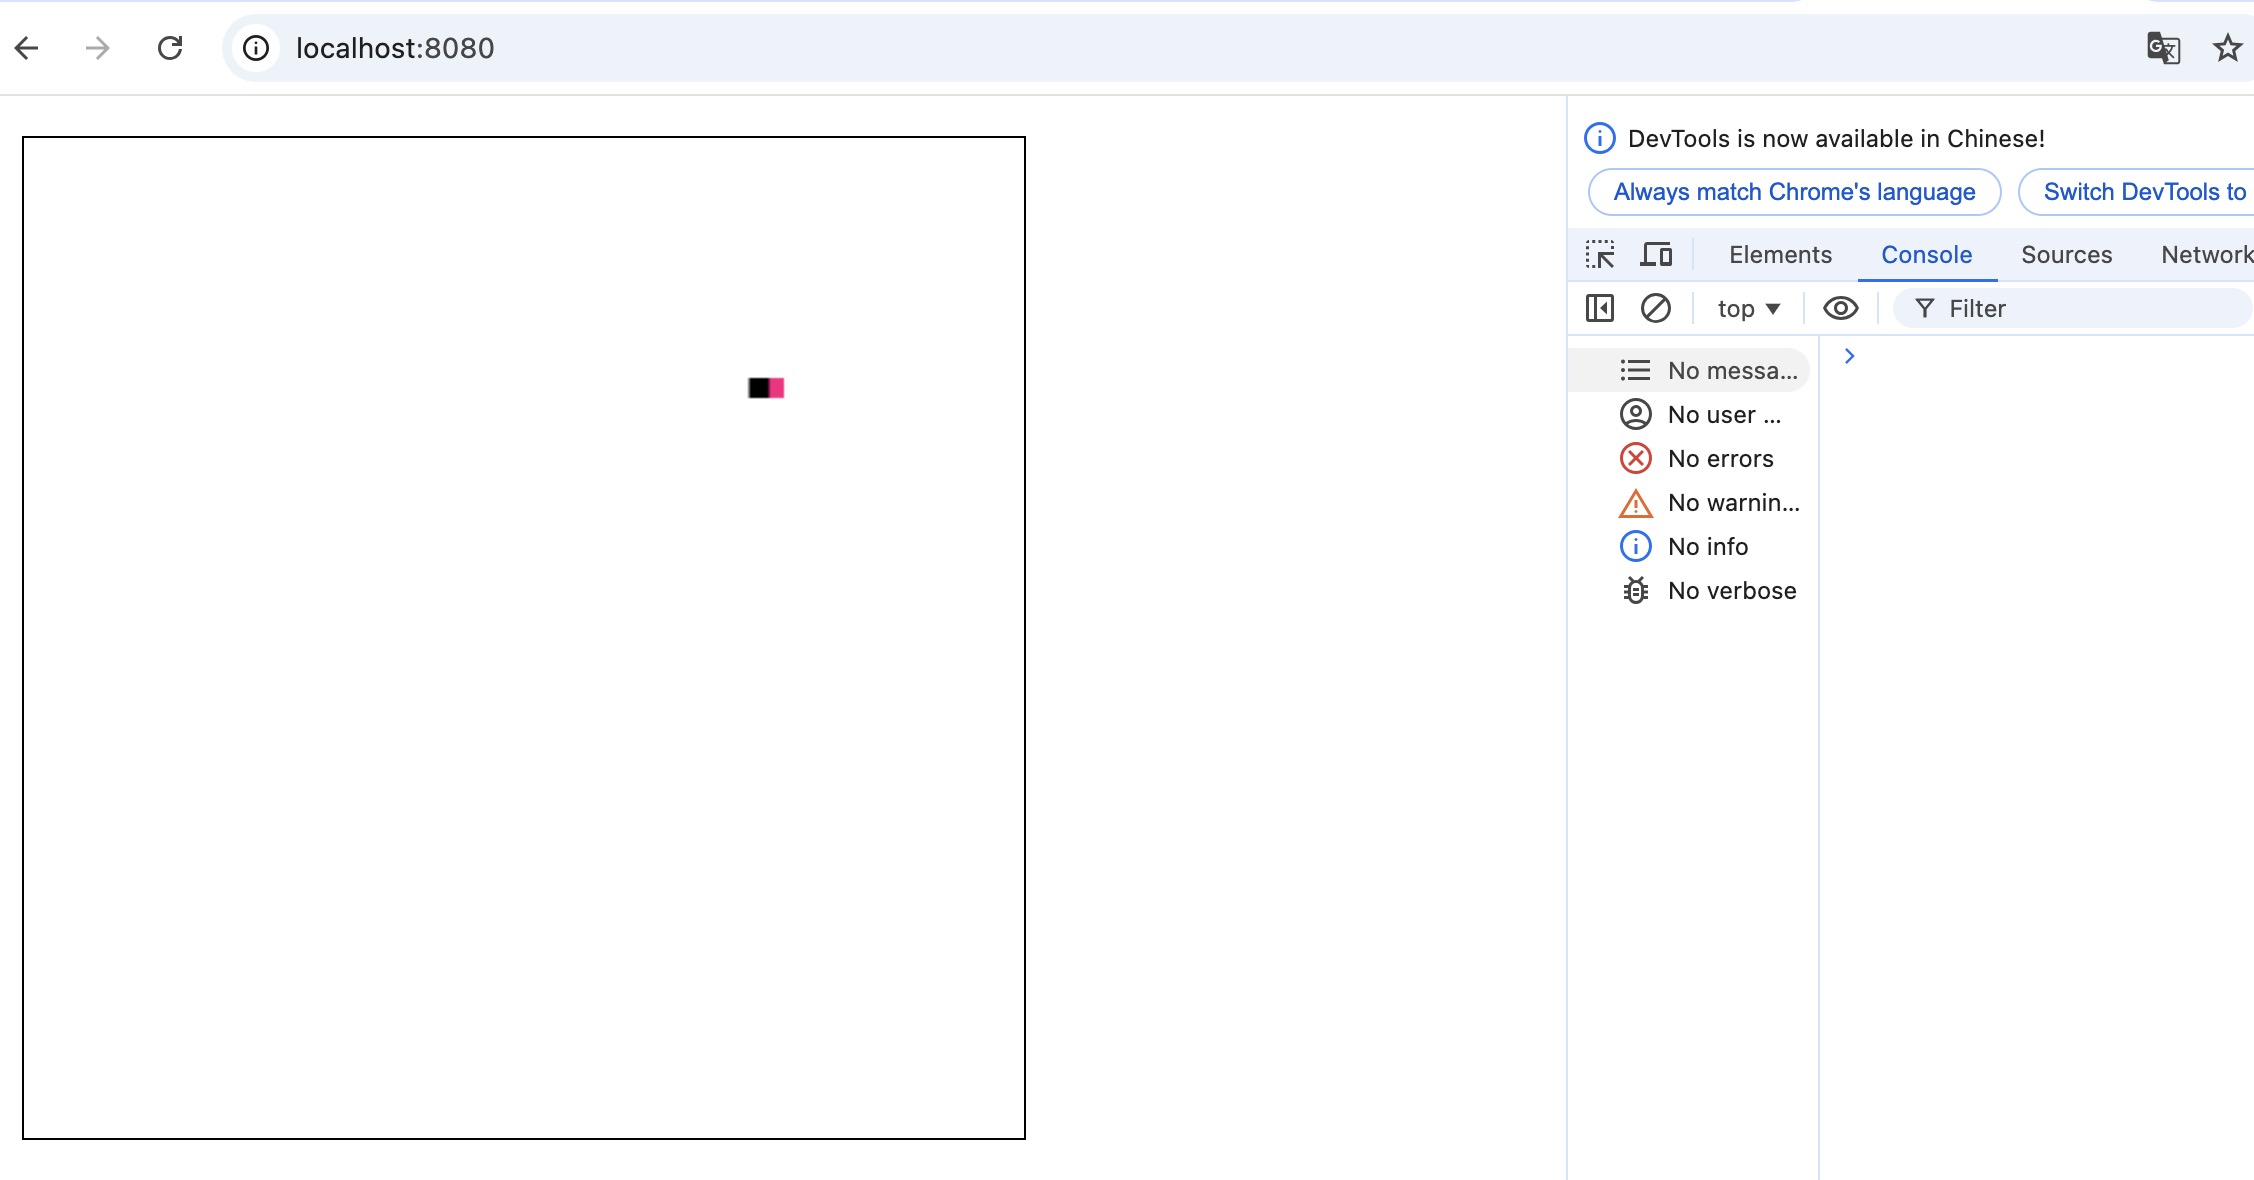 localhost:8080
DevTools is now available in Chinese!
Always match Chrome's language
Switch DevTools to
Elements
Console
Sources
Network
top
Filter
No messa...
No user ...
No errors
No warnin...
No info
No verbose